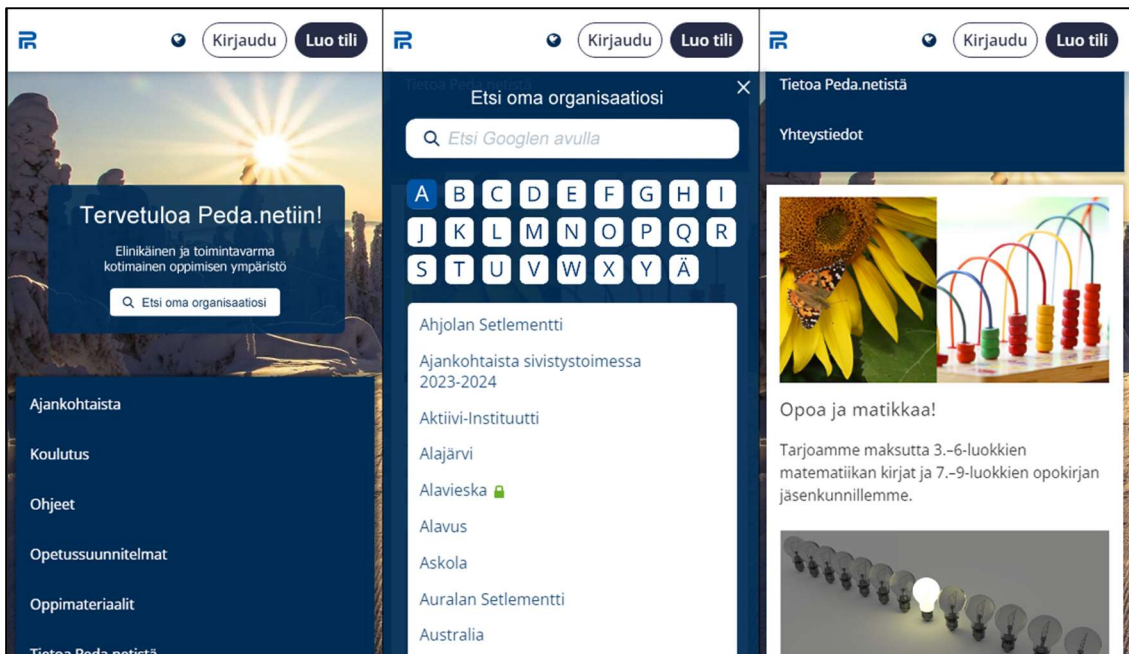 Kirjaudu
Luo tili
Tervetuloa Peda.netiin!
Elinikäinen ja toimintavarma
kotimainen oppimisen ympäristö
Etsi oma organisaatiosi
Ajankohtaista
Koulutus
Ohjeet
Opetussuunnitelmat
Oppimateriaalit
Tietoa Peda.netistä
Kirjaudu
Luo tili
Tietoa Peda.netistä
Etsi oma organisaatiosi
Etsi Googlen avulla
A B C D E F G H I
J K L M N O P Q R
S T U V W X Y Ä
Ahjolan Setlementti
Ajankohtaista sivistystoimessa
2023-2024
Aktiivi-Instituutti
Alajärvi
Alavieska
Alavus
Askola
Auralan Setlementti
Australia
Kirjaudu
Luo tili
Tietoa Peda.netistä
Yhteystiedot
Opoa ja matikkaa!
Tarjoamme maksutta 3.–6-luokkien
matematiikan kirjat ja 7.–9-luokkien opokirjan
jäsenkunnillemme.